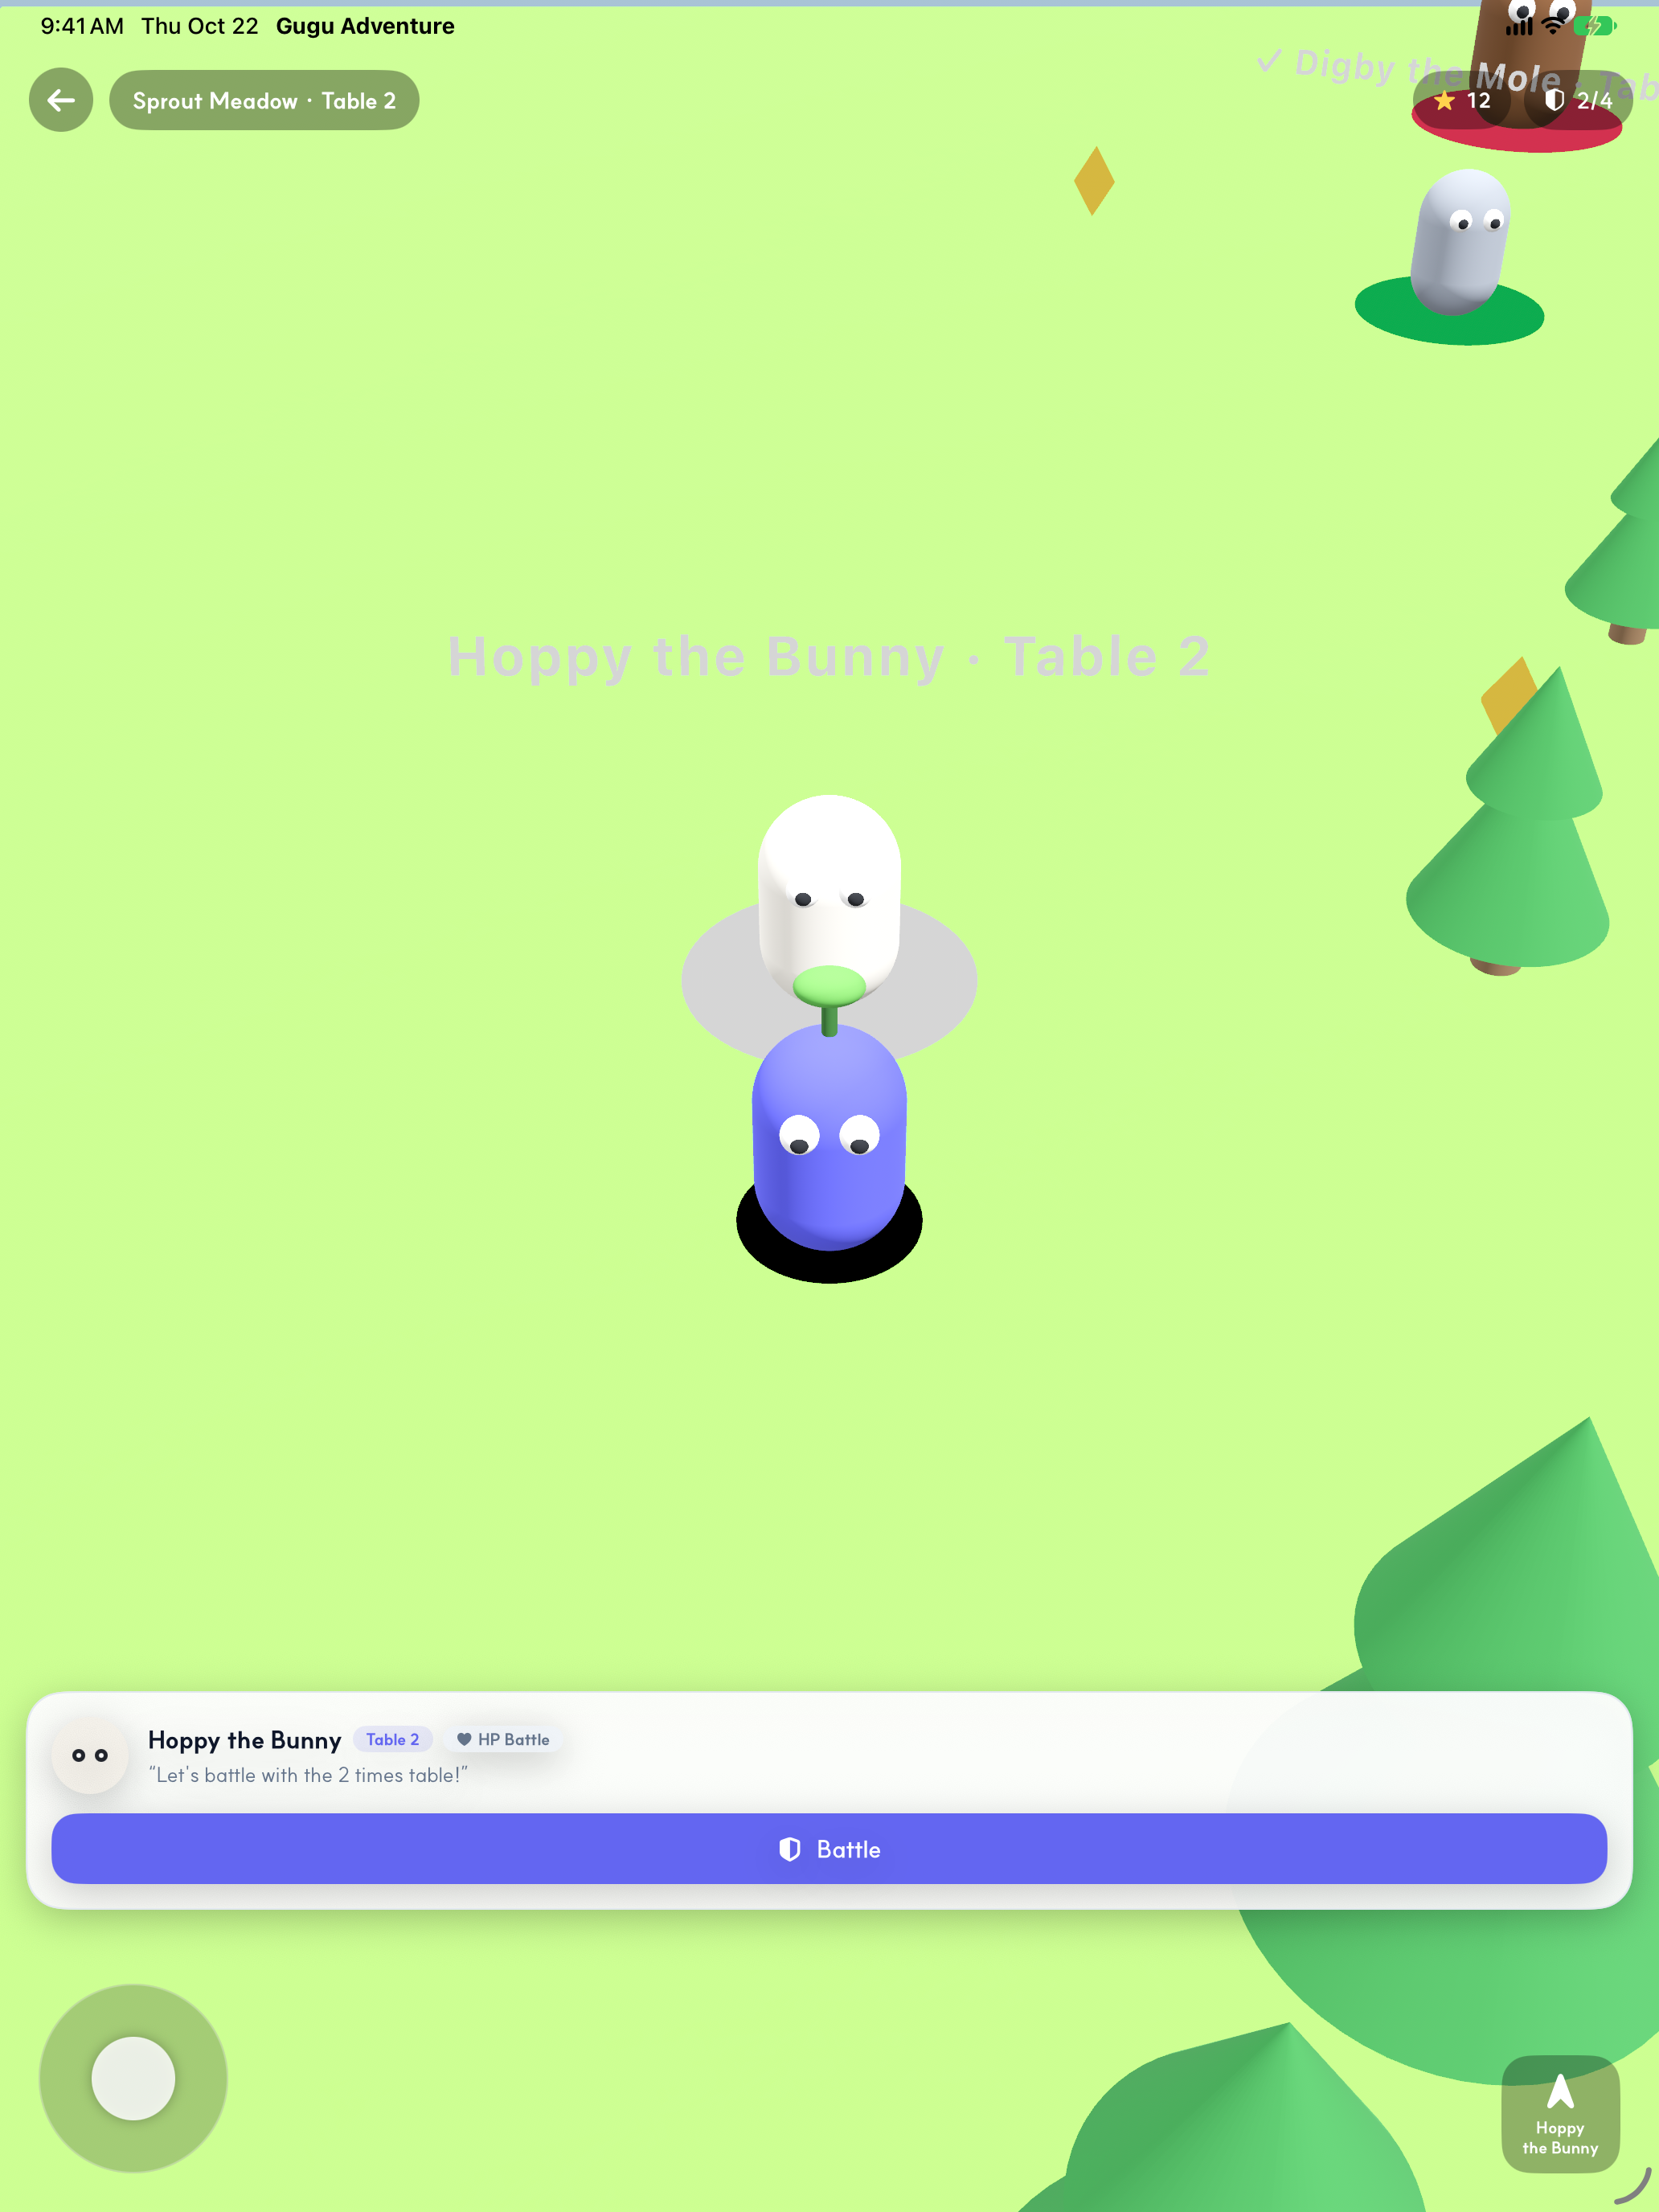 9:41 AM Thu Oct 22 Gugu Adventure
✓ Digby the Mole · Tab
Sprout Meadow · Table 2
12
2/4
Hoppy the Bunny · Table 2
Hoppy the Bunny Table 2 HP Battle
“Let's battle with the 2 times table!”
Battle
Hoppy
the Bunny